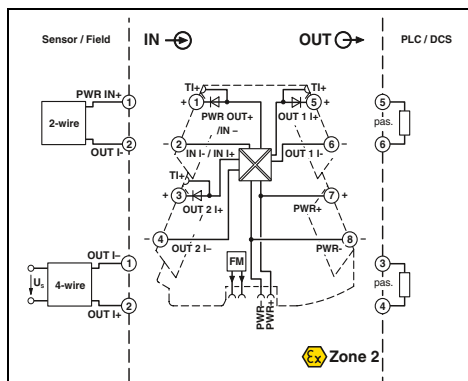 Sensor / Field
IN
OUT
PLC / DCS
PWR IN+
1
2-wire
2
OUT I-
TI+
1
+
PWR OUT+
/IN –
– 2
IN I- / IN I+
TI+
+ 3
OUT 2 I+
– 4
OUT 2 I–
TI+
5 +
OUT 1 I+
6 –
OUT 1 I-
7 +
PWR+
8 –
PWR-
FM
PWR-
PWR+
5
pas.
6
OUT I–
1
Us
4-wire
2
OUT I+
3
pas.
4
Ex Zone 2